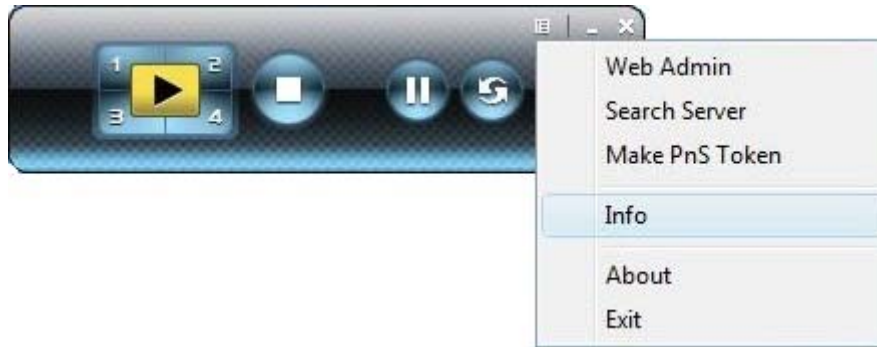 1 2
3 4
Web Admin
Search Server
Make PnS Token
Info
About
Exit